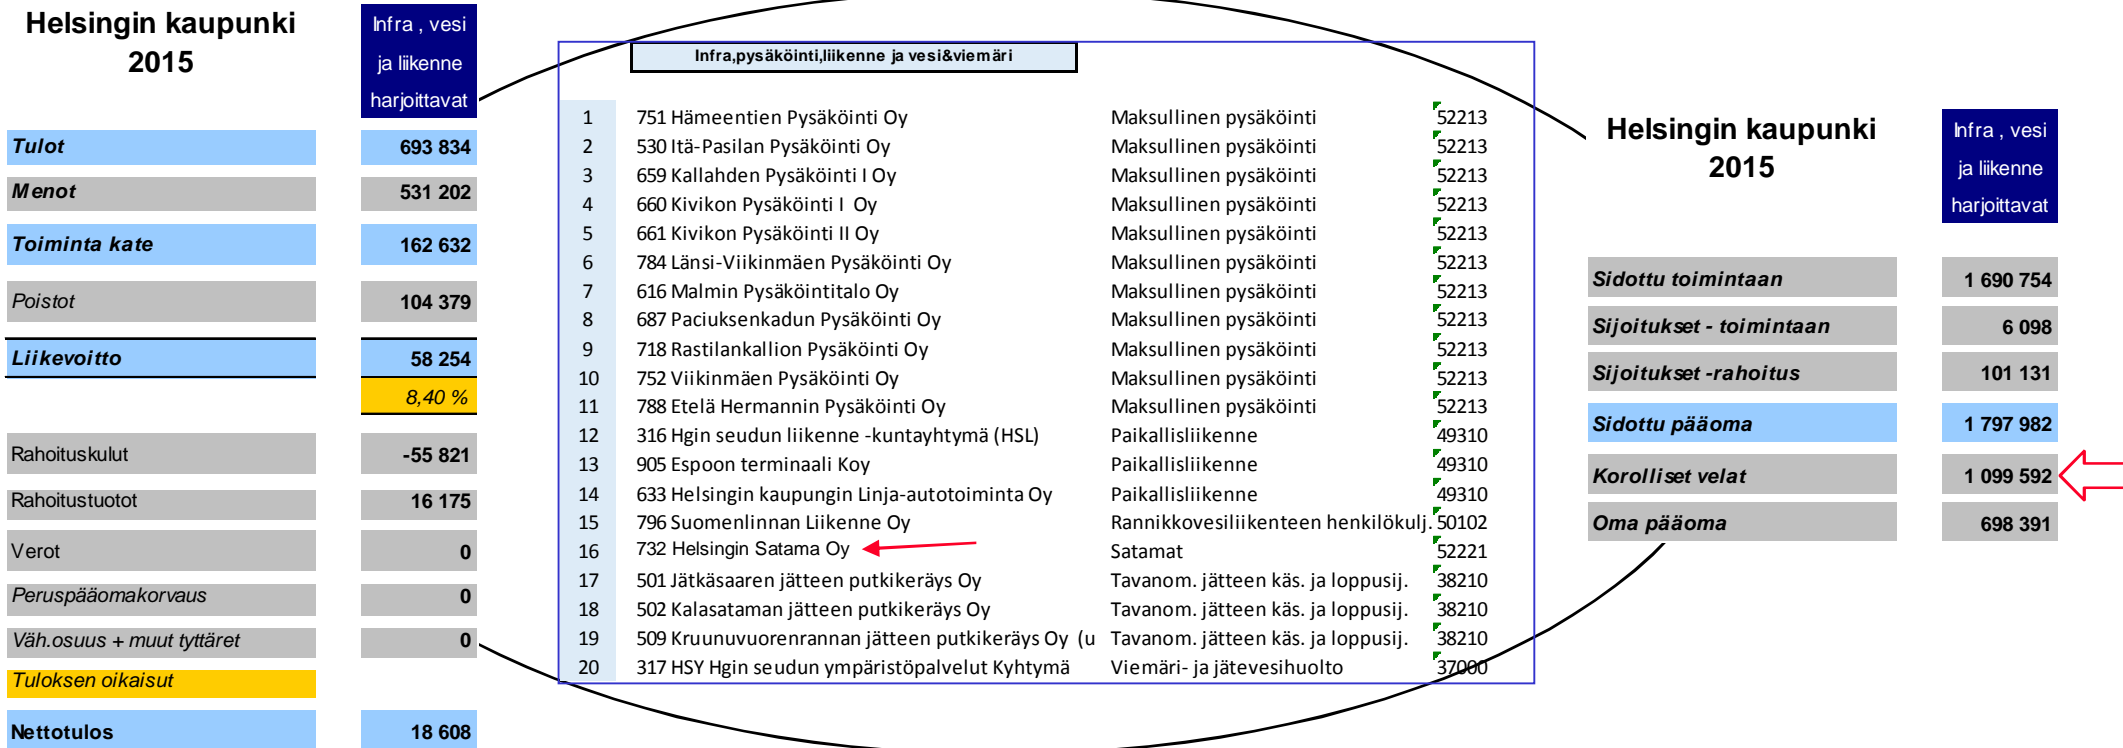 Helsingin kaupunki
2015
Infra , vesi
ja liikenne
harjoittavat
Tulot 693 834
Menot 531 202
Toiminta kate 162 632
Poistot 104 379
Liikevoitto 58 254
8,40 %
Rahoituskulut -55 821
Rahoitustuotot 16 175
Verot 0
Peruspääomakorvaus 0
Väh.osuus + muut tyttäret 0
Tuloksen oikaisut
Nettotulos 18 608
Infra,pysäköinti,liikenne ja vesi&viemäri
1 751 Hämeentien Pysäköinti Oy Maksullinen pysäköinti 52213
2 530 Itä-Pasilan Pysäköinti Oy Maksullinen pysäköinti 52213
3 659 Kallahden Pysäköinti I Oy Maksullinen pysäköinti 52213
4 660 Kivikon Pysäköinti I Oy Maksullinen pysäköinti 52213
5 661 Kivikon Pysäköinti II Oy Maksullinen pysäköinti 52213
6 784 Länsi-Viikinmäen Pysäköinti Oy Maksullinen pysäköinti 52213
7 616 Malmin Pysäköintitalo Oy Maksullinen pysäköinti 52213
8 687 Paciuksenkadun Pysäköinti Oy Maksullinen pysäköinti 52213
9 718 Rastilankallion Pysäköinti Oy Maksullinen pysäköinti 52213
10 752 Viikinmäen Pysäköinti Oy Maksullinen pysäköinti 52213
11 788 Etelä Hermannin Pysäköinti Oy Maksullinen pysäköinti 52213
12 316 Hgin seudun liikenne -kuntayhtymä (HSL) Paikallisliikenne 49310
13 905 Espoon terminaali Koy Paikallisliikenne 49310
14 633 Helsingin kaupungin Linja-autotoiminta Oy Paikallisliikenne 49310
15 796 Suomenlinnan Liikenne Oy Rannikkovesiliikenteen henkilökulj. 50102
16 732 Helsingin Satama Oy Satamat 52221
17 501 Jätkäsaaren jätteen putkikeräys Oy Tavanom. jätteen käs. ja loppusij. 38210
18 502 Kalasataman jätteen putkikeräys Oy Tavanom. jätteen käs. ja loppusij. 38210
19 509 Kruunuvuorenrannan jätteen putkikeräys Oy (u Tavanom. jätteen käs. ja loppusij. 38210
20 317 HSY Hgin seudun ympäristöpalvelut Kyhtymä Viemäri- ja jätevesihuolto 37000
Helsingin kaupunki
2015
Infra , vesi
ja liikenne
harjoittavat
Sidottu toimintaan 1 690 754
Sijoitukset - toimintaan 6 098
Sijoitukset -rahoitus 101 131
Sidottu pääoma 1 797 982
Korolliset velat 1 099 592
Oma pääoma 698 391